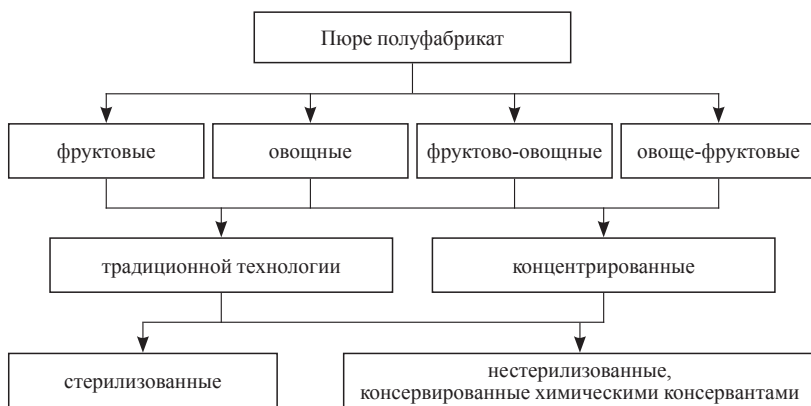 Пюре полуфабрикат
фруктовые
овощные
фруктово-овощные
овоще-фруктовые
традиционной технологии
концентрированные
стерилизованные
нестерилизованные,
консервированные химическими консервантами